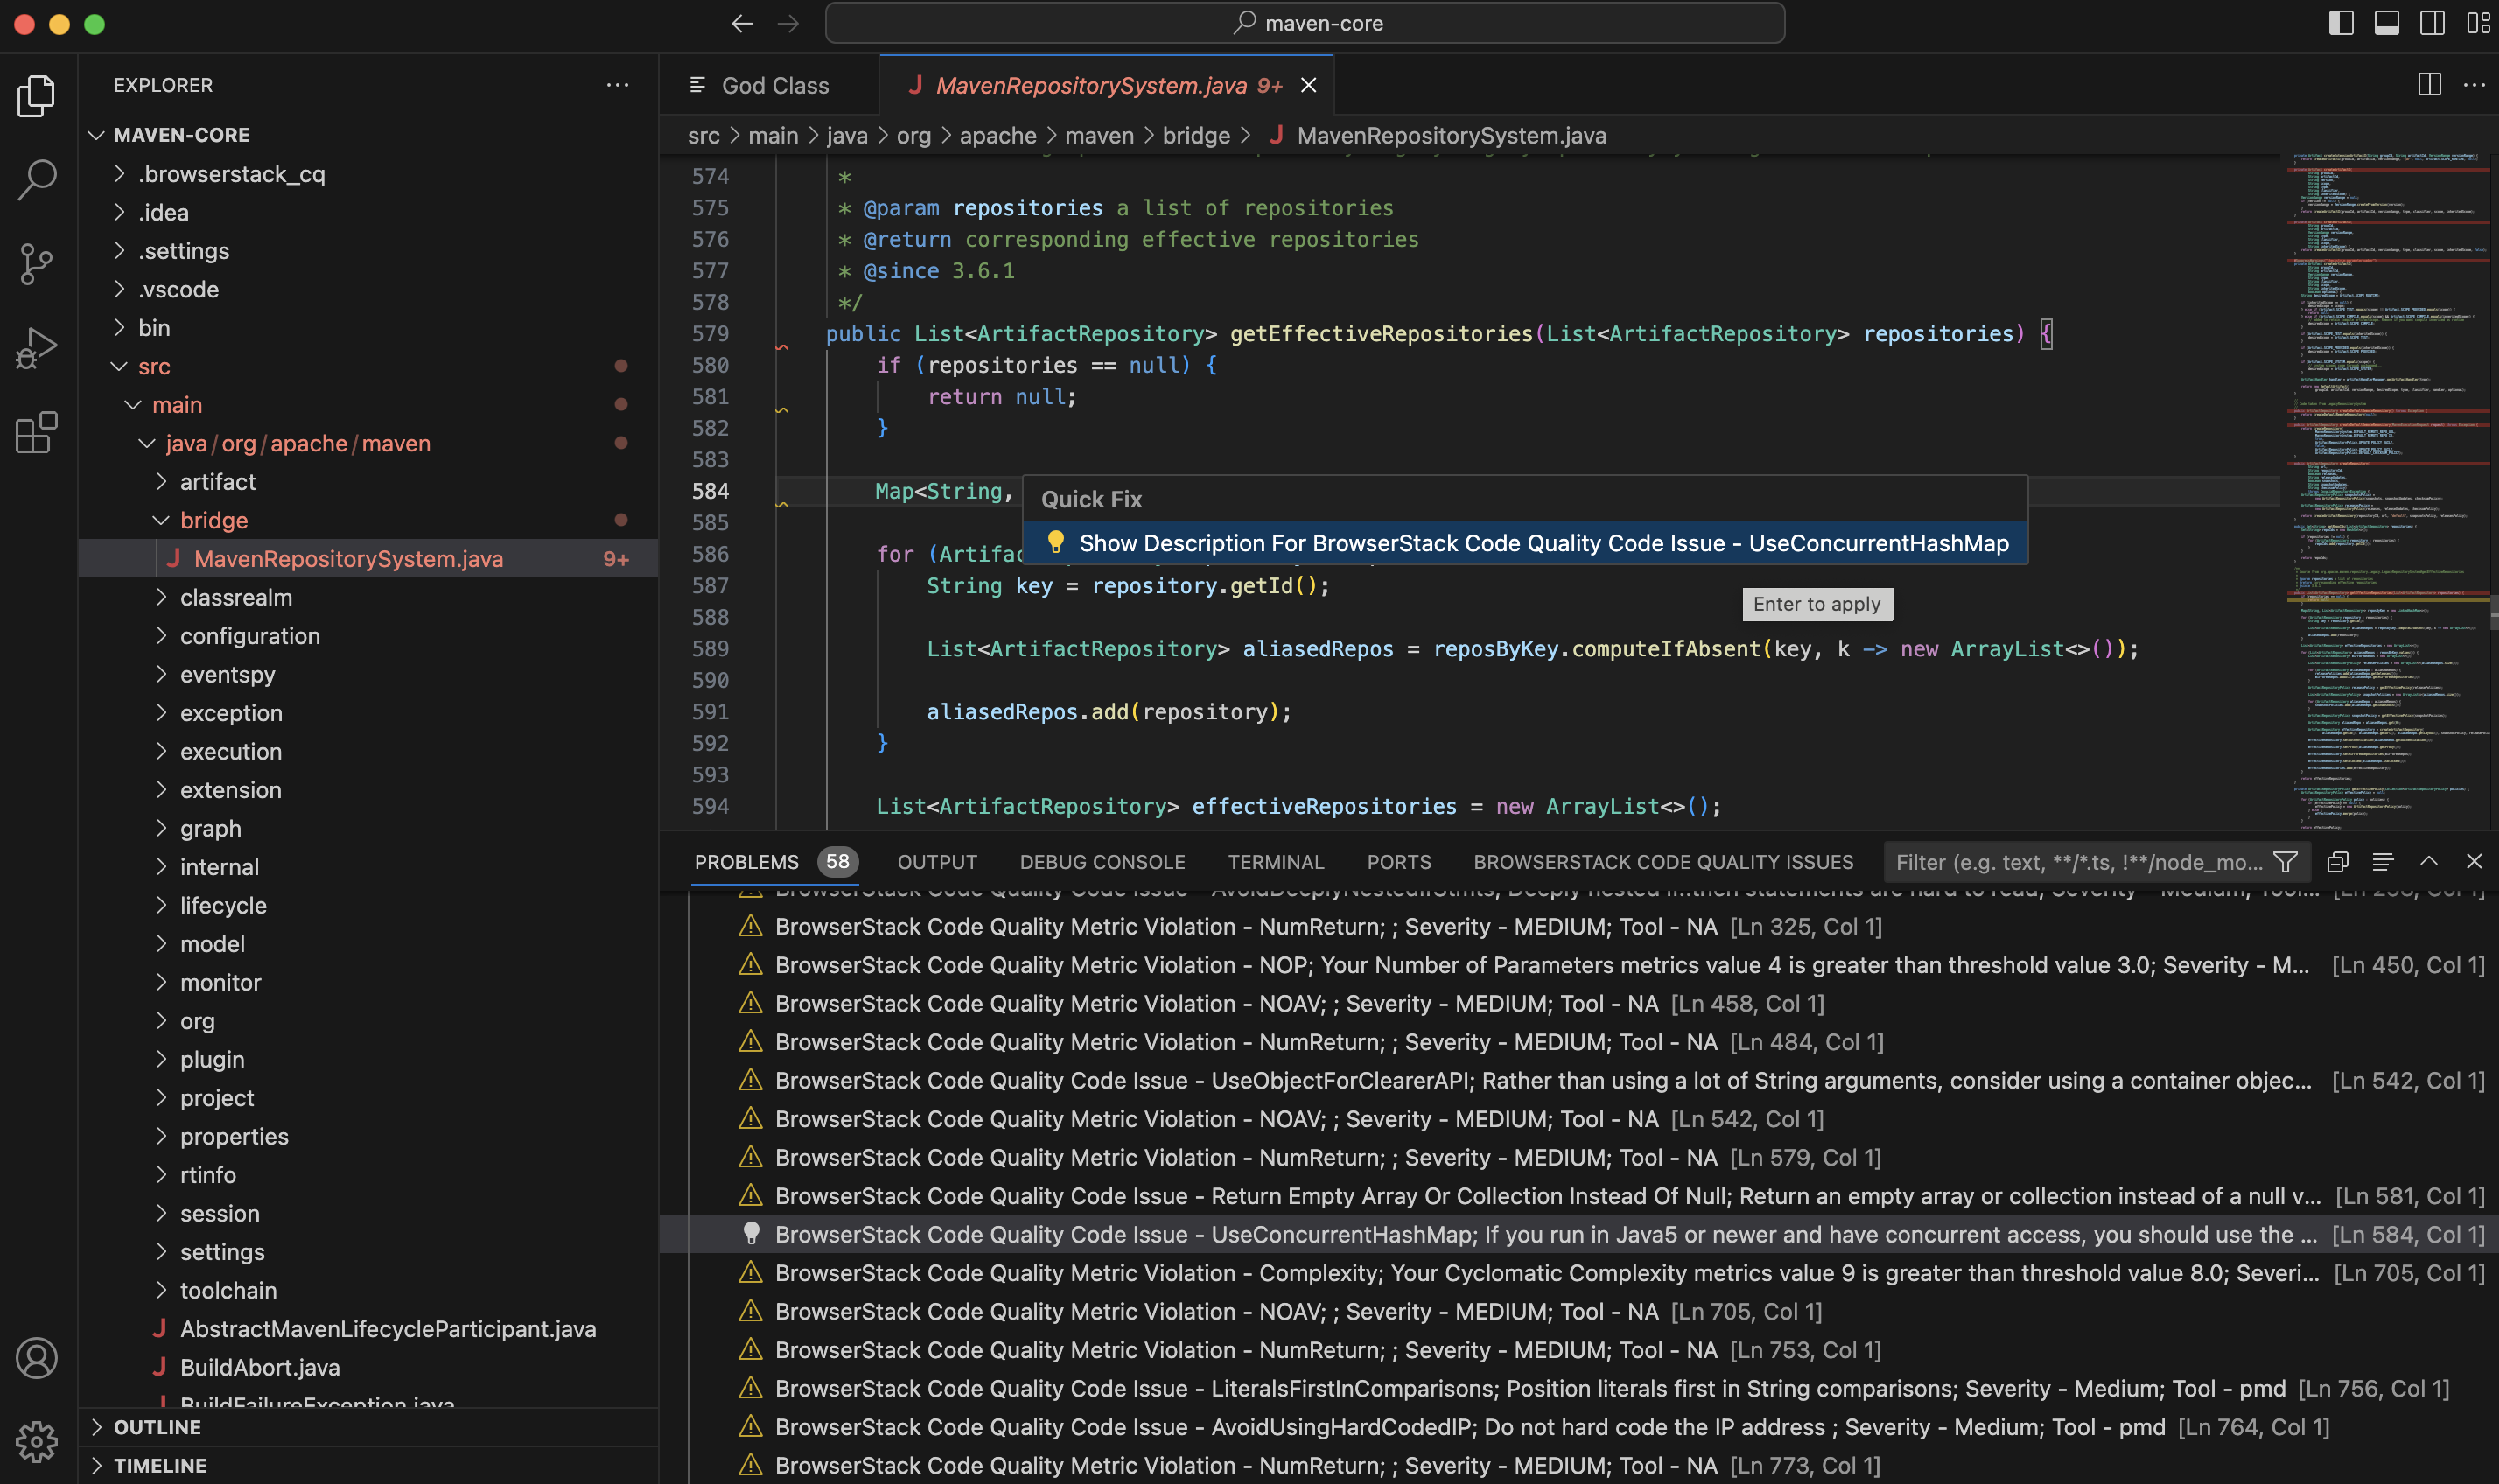 maven-core
EXPLORER
MAVEN-CORE
.browserstack_cq
.idea
.settings
.vscode
bin
src
main
java/org/apache/maven
artifact
bridge
MavenRepositorySystem.java 9+
classrealm
configuration
eventspy
exception
execution
extension
graph
internal
lifecycle
model
monitor
org
plugin
project
properties
rtinfo
session
settings
toolchain
AbstractMavenLifecycleParticipant.java
BuildAbort.java
BuildFailureException.java
OUTLINE
TIMELINE
God Class
MavenRepositorySystem.java 9+
src > main > java > org > apache > maven > bridge > MavenRepositorySystem.java
574 *
575 * @param repositories a list of repositories
576 * @return corresponding effective repositories
577 * @since 3.6.1
578 */
579 public List<ArtifactRepository> getEffectiveRepositories(List<ArtifactRepository> repositories) {
580 if (repositories == null) {
581 return null;
582 }
583
584 Map<String,
585
586 for (Artifac
587 String key = repository.getId();
588
589 List<ArtifactRepository> aliasedRepos = reposByKey.computeIfAbsent(key, k -> new ArrayList<>());
590
591 aliasedRepos.add(repository);
592 }
593
594 List<ArtifactRepository> effectiveRepositories = new ArrayList<>();
Quick Fix
Show Description For BrowserStack Code Quality Code Issue - UseConcurrentHashMap
Enter to apply
PROBLEMS 58 OUTPUT DEBUG CONSOLE TERMINAL PORTS BROWSERSTACK CODE QUALITY ISSUES Filter (e.g. text, **/*.ts, !**/node_mo...
BrowserStack Code Quality Code Issue - AvoidDeeplyNestedIfStmts; Deeply nested if..then statements are hard to read; Severity - Medium; Tool...
BrowserStack Code Quality Metric Violation - NumReturn; ; Severity - MEDIUM; Tool - NA [Ln 325, Col 1]
BrowserStack Code Quality Metric Violation - NOP; Your Number of Parameters metrics value 4 is greater than threshold value 3.0; Severity - M... [Ln 450, Col 1]
BrowserStack Code Quality Metric Violation - NOAV; ; Severity - MEDIUM; Tool - NA [Ln 458, Col 1]
BrowserStack Code Quality Metric Violation - NumReturn; ; Severity - MEDIUM; Tool - NA [Ln 484, Col 1]
BrowserStack Code Quality Code Issue - UseObjectForClearerAPI; Rather than using a lot of String arguments, consider using a container objec... [Ln 542, Col 1]
BrowserStack Code Quality Metric Violation - NOAV; ; Severity - MEDIUM; Tool - NA [Ln 542, Col 1]
BrowserStack Code Quality Metric Violation - NumReturn; ; Severity - MEDIUM; Tool - NA [Ln 579, Col 1]
BrowserStack Code Quality Code Issue - Return Empty Array Or Collection Instead Of Null; Return an empty array or collection instead of a null v... [Ln 581, Col 1]
BrowserStack Code Quality Code Issue - UseConcurrentHashMap; If you run in Java5 or newer and have concurrent access, you should use the ... [Ln 584, Col 1]
BrowserStack Code Quality Metric Violation - Complexity; Your Cyclomatic Complexity metrics value 9 is greater than threshold value 8.0; Severi... [Ln 705, Col 1]
BrowserStack Code Quality Metric Violation - NOAV; ; Severity - MEDIUM; Tool - NA [Ln 705, Col 1]
BrowserStack Code Quality Metric Violation - NumReturn; ; Severity - MEDIUM; Tool - NA [Ln 753, Col 1]
BrowserStack Code Quality Code Issue - LiteralsFirstInComparisons; Position literals first in String comparisons; Severity - Medium; Tool - pmd [Ln 756, Col 1]
BrowserStack Code Quality Code Issue - AvoidUsingHardCodedIP; Do not hard code the IP address ; Severity - Medium; Tool - pmd [Ln 764, Col 1]
BrowserStack Code Quality Metric Violation - NumReturn; ; Severity - MEDIUM; Tool - NA [Ln 773, Col 1]